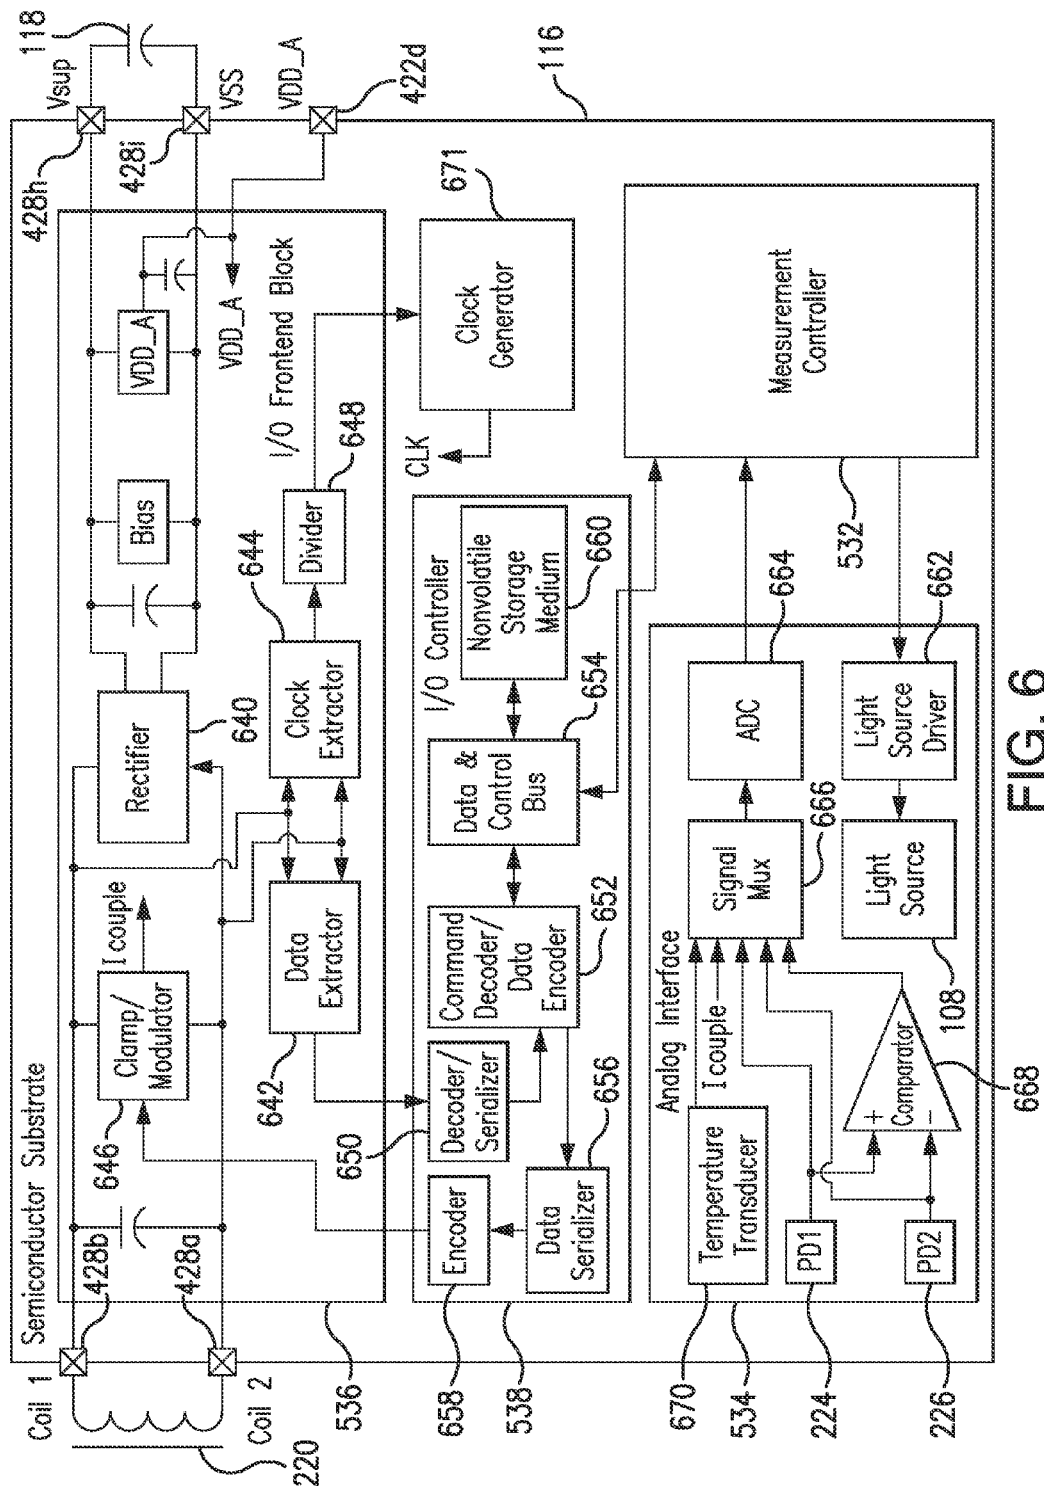 Coil 1
428b
Semiconductor Substrate
428a
Coil 2
220
646
Clamp/
Modulator
Icouple
Rectifier
640
Bias
VDD_A
428h
Vsup
118
428i
VSS
VDD_A
VDD_A
422d
116
642
Data
Extractor
Clock
Extractor
644
Divider
648
I/O Frontend Block
536
Clock
Generator
671
CLK
I/O Controller
658
Encoder
650
Decoder/
Serializer
Command
Decoder/
Data
Encoder
652
Data &
Control
Bus
654
Nonvolatile
Storage
Medium
660
Data
Serializer
656
538
Analog Interface
670
Temperature
Transducer
Icouple
Signal
Mux
666
ADC
664
Measurement
Controller
532
534
PD1
224
PD2
226
+
Comparator
-
668
Light
Source
108
Light
Source
Driver
662
FIG. 6